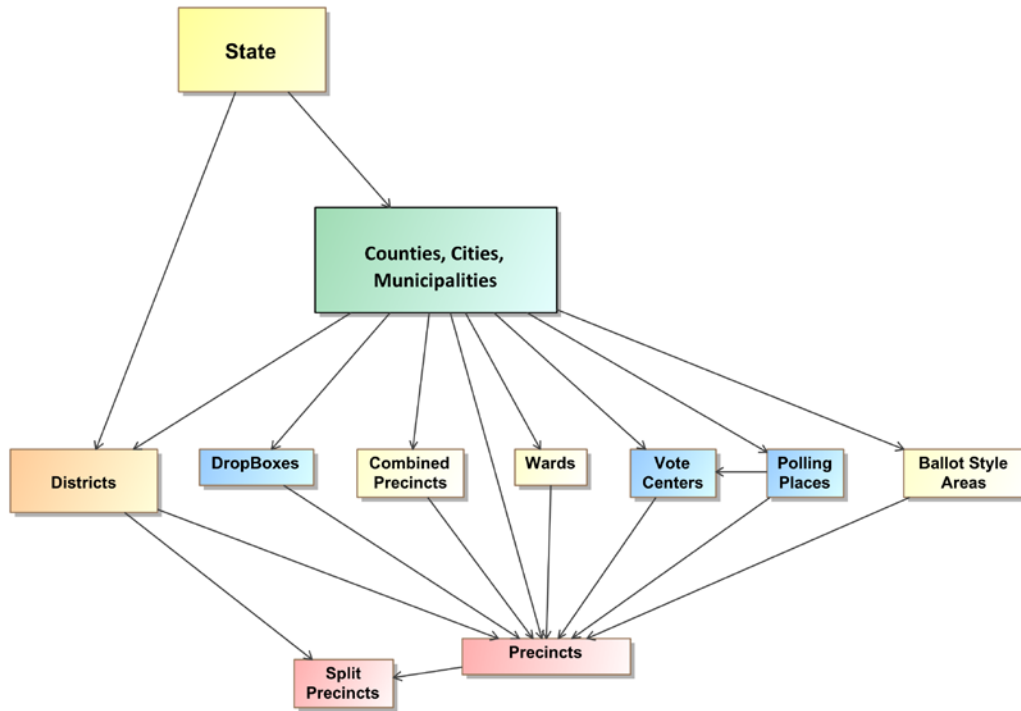 State
Counties, Cities,
Municipalities
Districts
DropBoxes
Combined
Precincts
Wards
Vote
Centers
Polling
Places
Ballot Style
Areas
Precincts
Split
Precincts